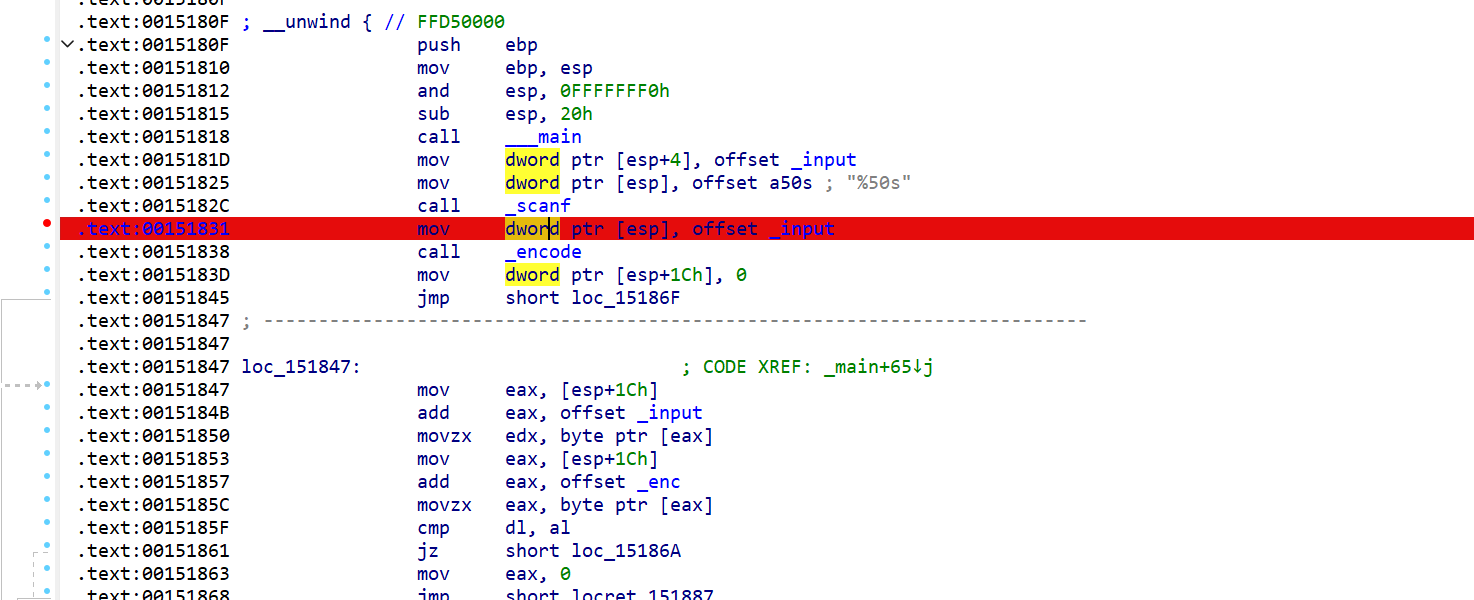 .text:0015180F
.text:0015180F ; __unwind { // FFD50000
.text:0015180F push ebp
.text:00151810 mov ebp, esp
.text:00151812 and esp, 0FFFFFFF0h
.text:00151815 sub esp, 20h
.text:00151818 call ___main
.text:0015181D mov dword ptr [esp+4], offset _input
.text:00151825 mov dword ptr [esp], offset a50s ; "%50s"
.text:0015182C call _scanf
.text:00151831 mov dword ptr [esp], offset _input
.text:00151838 call _encode
.text:0015183D mov dword ptr [esp+1Ch], 0
.text:00151845 jmp short loc_15186F
.text:00151847 ; ---------------------------------------------------------------------------
.text:00151847
.text:00151847 loc_151847: ; CODE XREF: _main+65↓j
.text:00151847 mov eax, [esp+1Ch]
.text:0015184B add eax, offset _input
.text:00151850 movzx edx, byte ptr [eax]
.text:00151853 mov eax, [esp+1Ch]
.text:00151857 add eax, offset _enc
.text:0015185C movzx eax, byte ptr [eax]
.text:0015185F cmp dl, al
.text:00151861 jz short loc_15186A
.text:00151863 mov eax, 0
.text:00151868 jmp short locret_151887